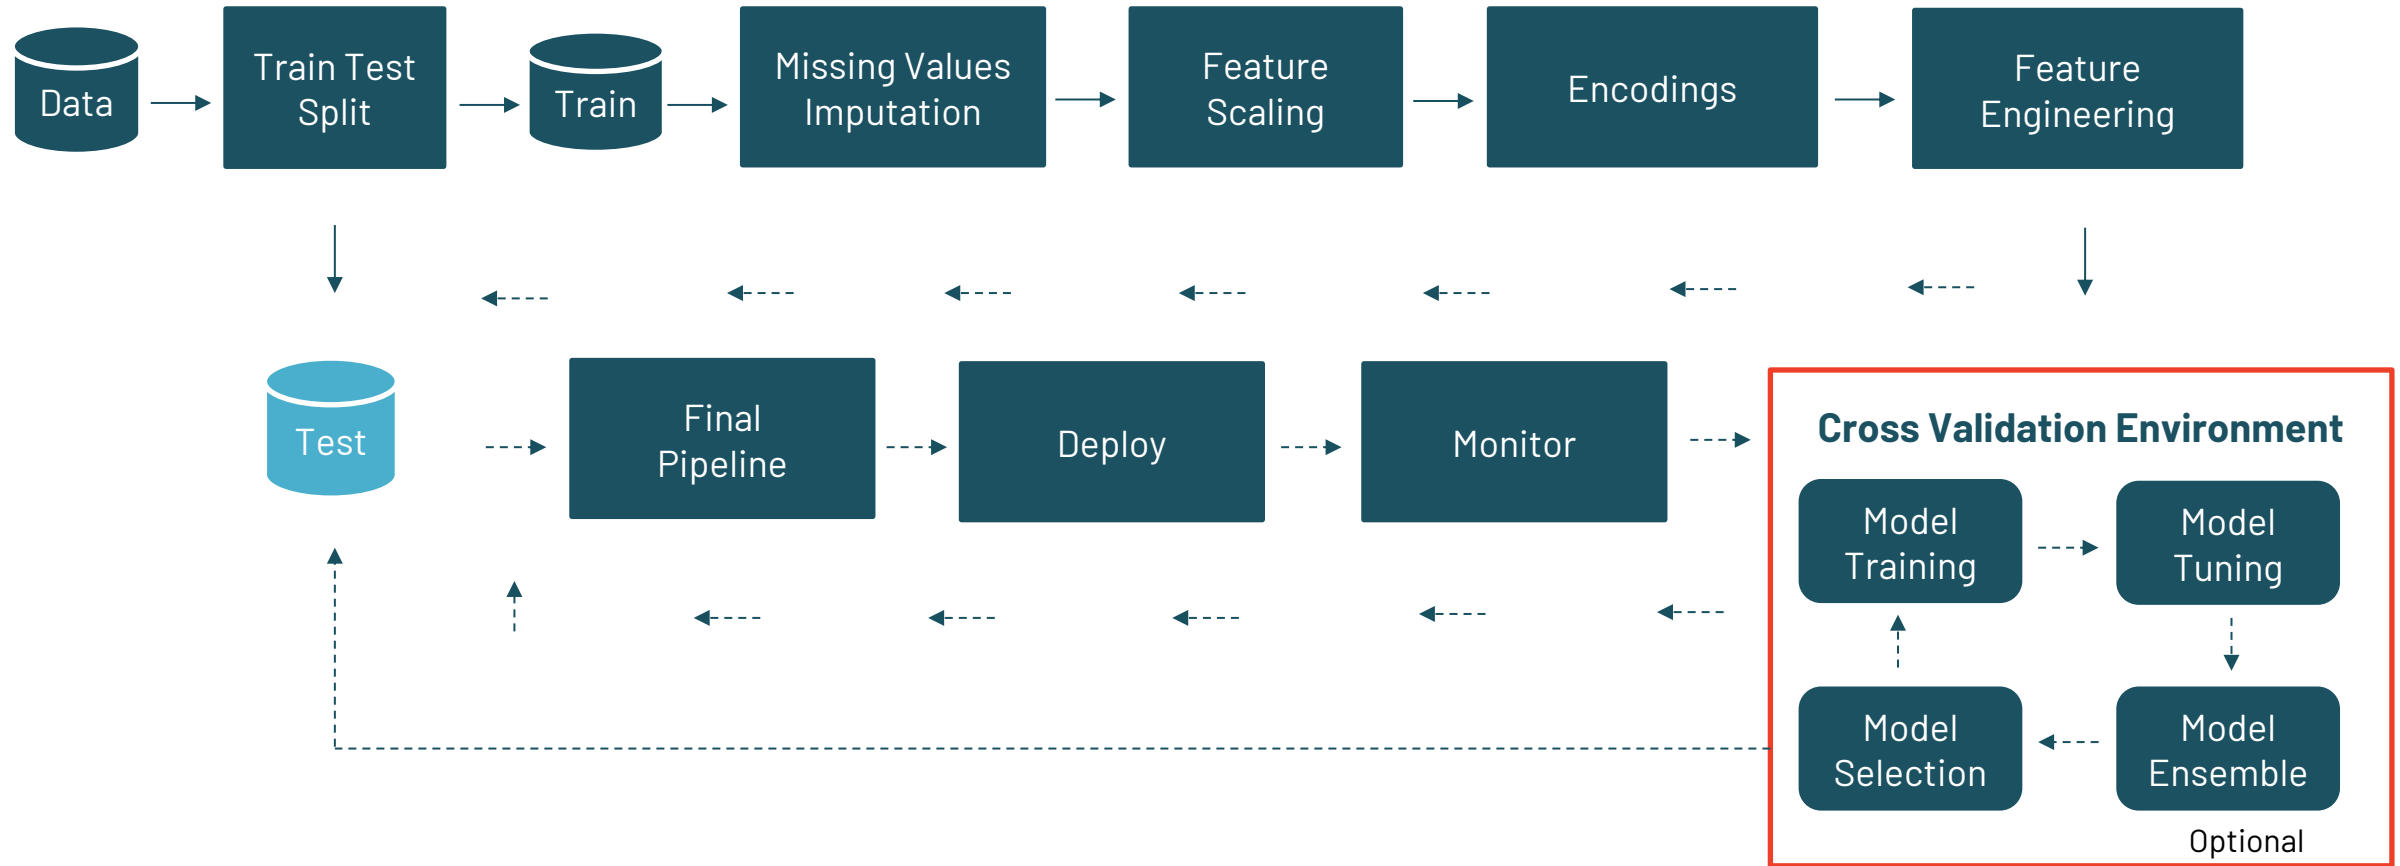 Data
Train Test
Split
Train
Missing Values
Imputation
Feature
Scaling
Encodings
Feature
Engineering
Test
Final
Pipeline
Deploy
Monitor
Cross Validation Environment
Model
Training
Model
Tuning
Model
Selection
Model
Ensemble
Optional